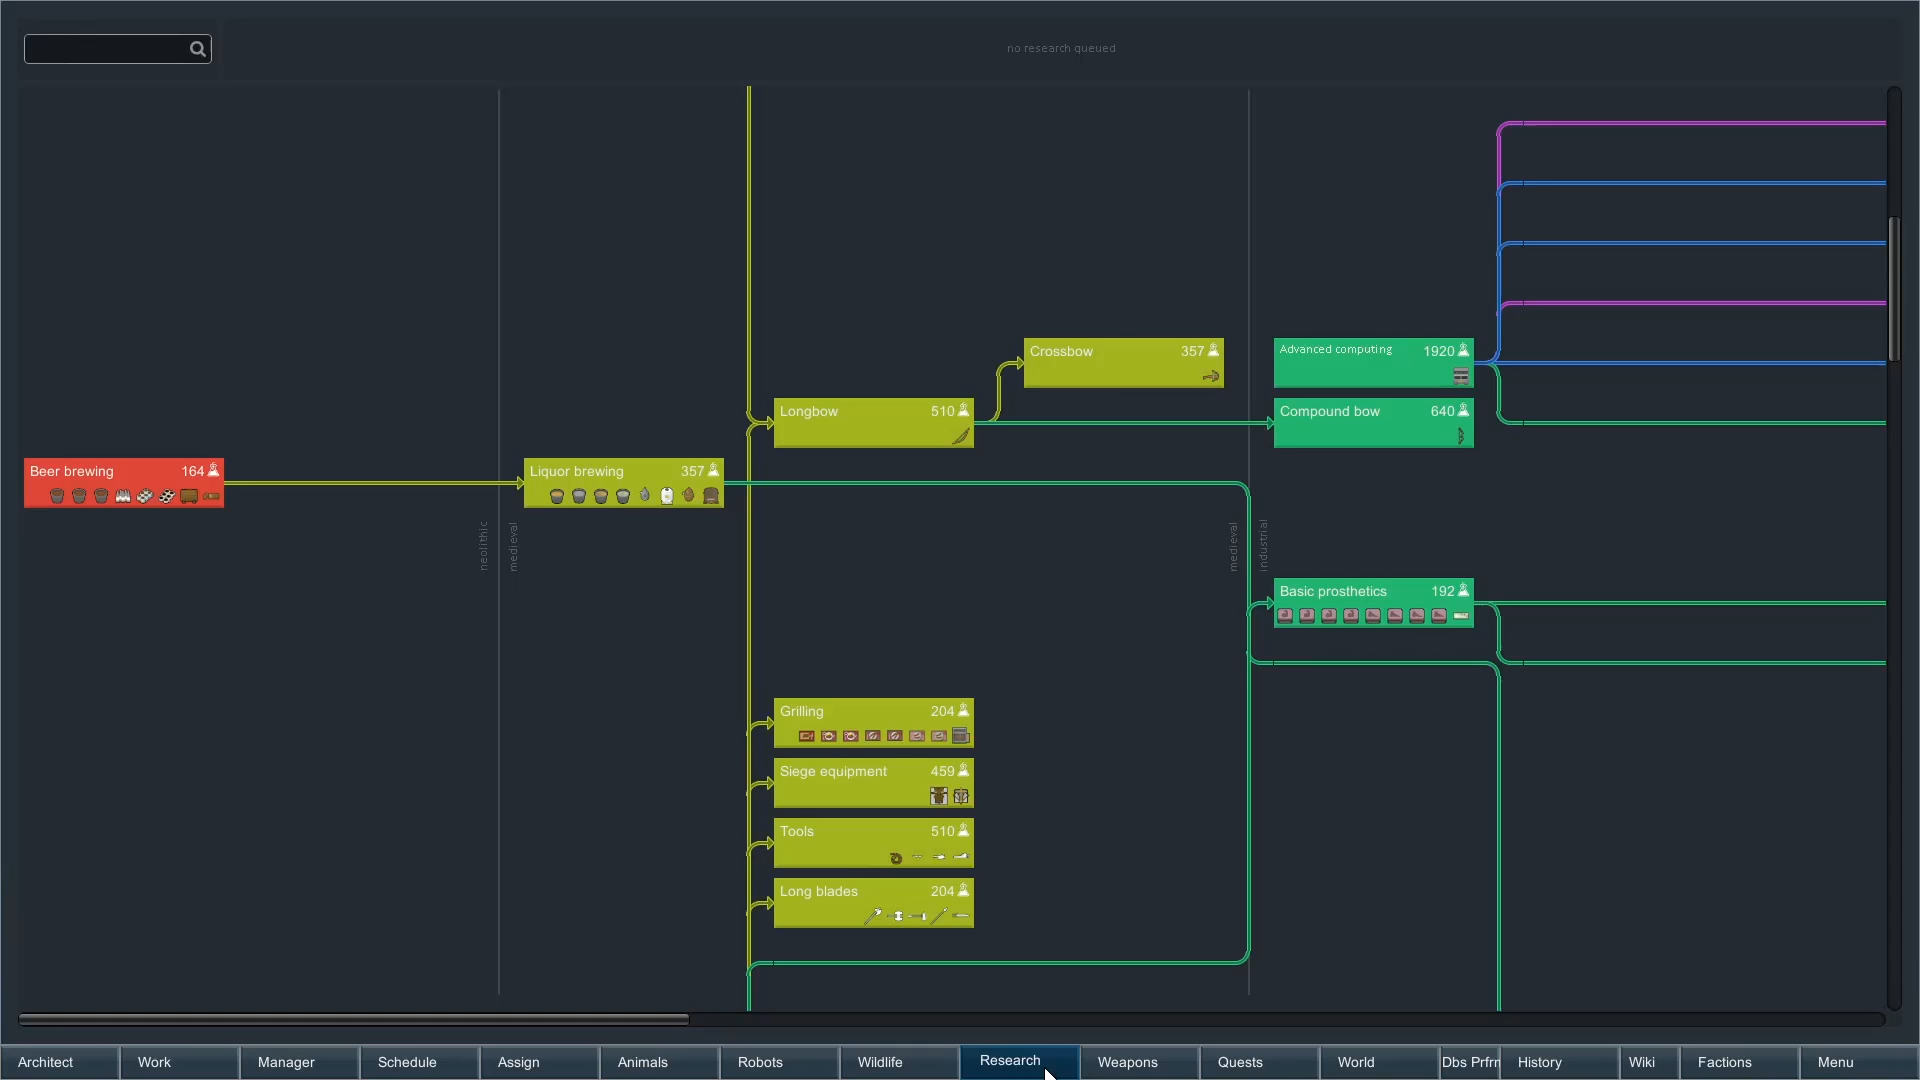 no research queued
Crossbow 357
Advanced computing 1920
Longbow 510
Compound bow 640
Beer brewing 164
Liquor brewing 357
neolithic
medieval
medieval
industrial
Basic prosthetics 192
Grilling 204
Siege equipment 459
Tools 510
Long blades 204
Architect Work Manager Schedule Assign Animals Robots Wildlife Research Weapons Quests World Dbs Prfrn History Wiki Factions Menu